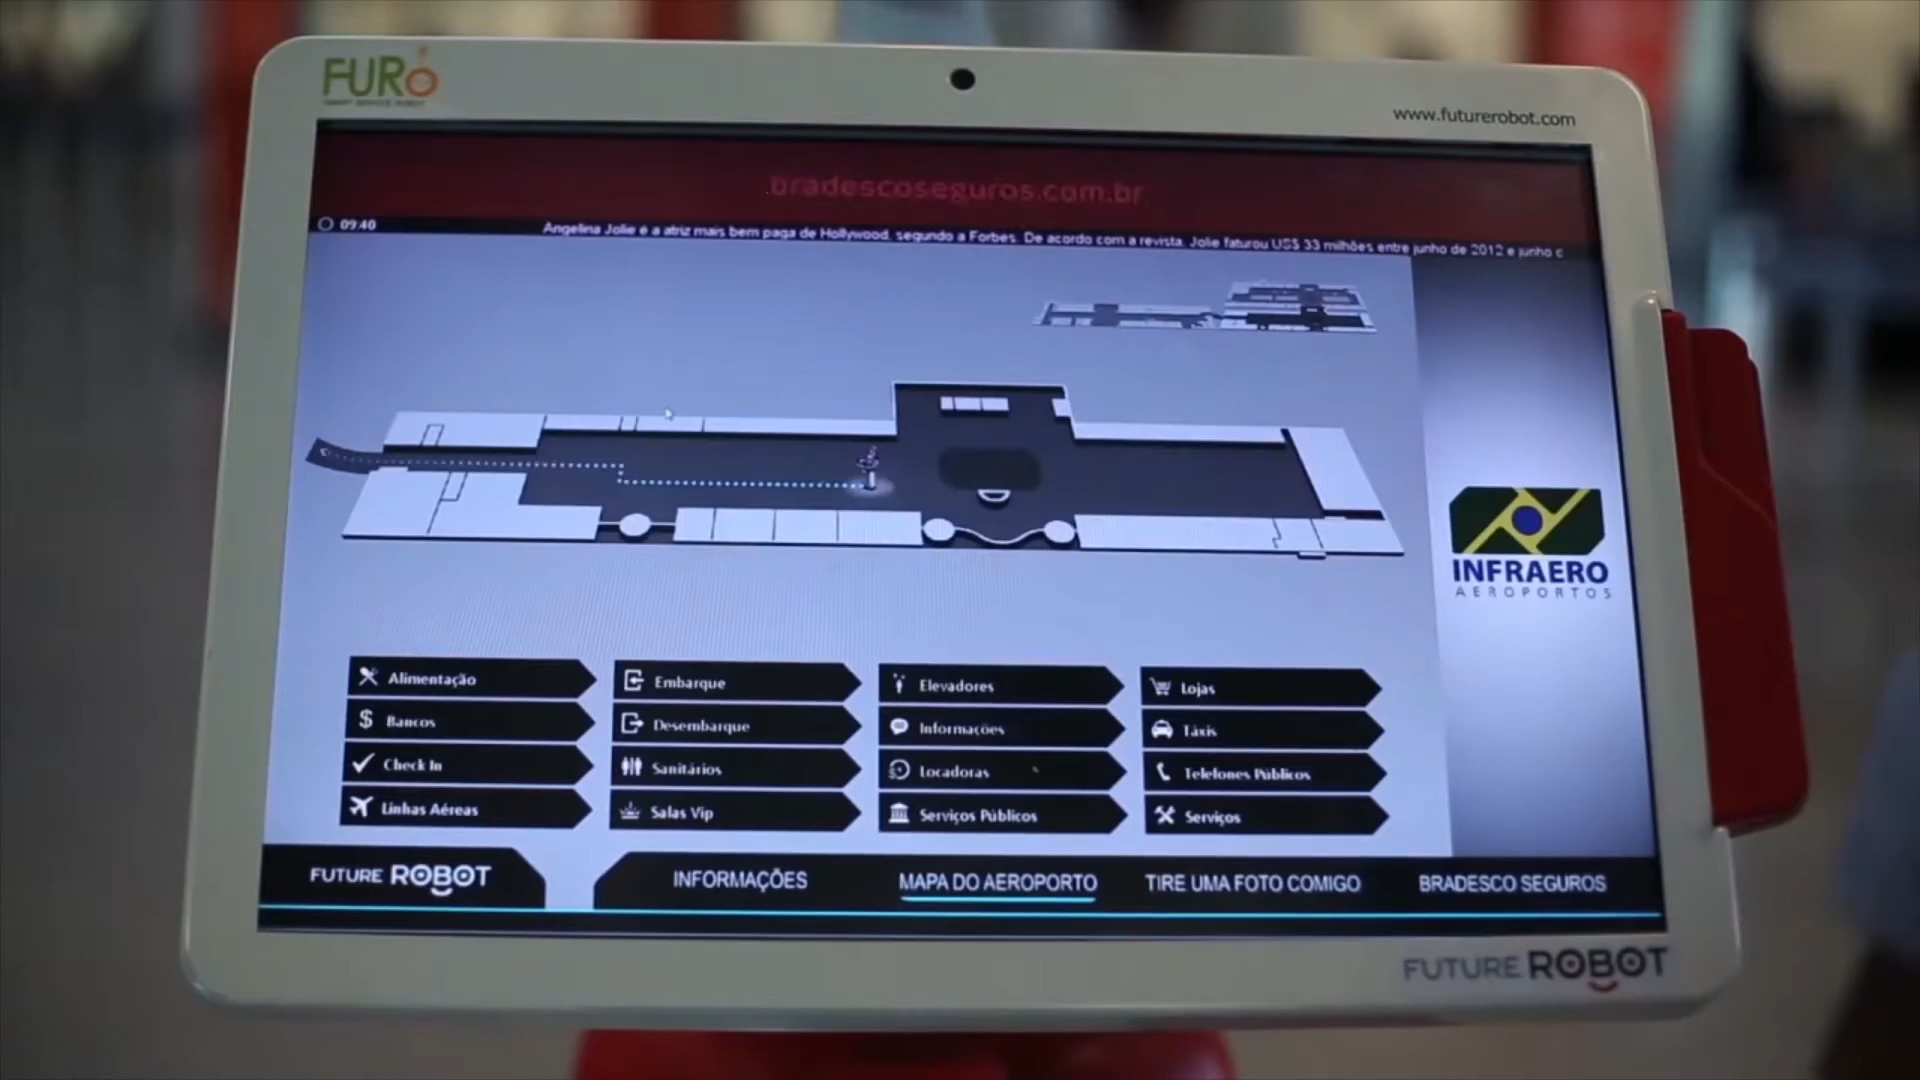 FURo
SMART SERVICE ROBOT
www.futurerobot.com
bradescoseguros.com.br
09:40
Angelina Jolie é a atriz mais bem paga de Hollywood, segundo a Forbes. De acordo com a revista, Jolie faturou US$ 33 milhões entre junho de 2012 e junho
INFRAERO
AEROPORTOS
Alimentação
Embarque
Elevadores
Lojas
Bancos
Desembarque
Informações
Táxis
Check In
Sanitários
Locadoras
Telefones Públicos
Linhas Aéreas
Salas Vip
Serviços Públicos
Serviços
FUTURE ROBOT
INFORMAÇÕES
MAPA DO AEROPORTO
TIRE UMA FOTO COMIGO
BRADESCO SEGUROS
FUTURE ROBOT